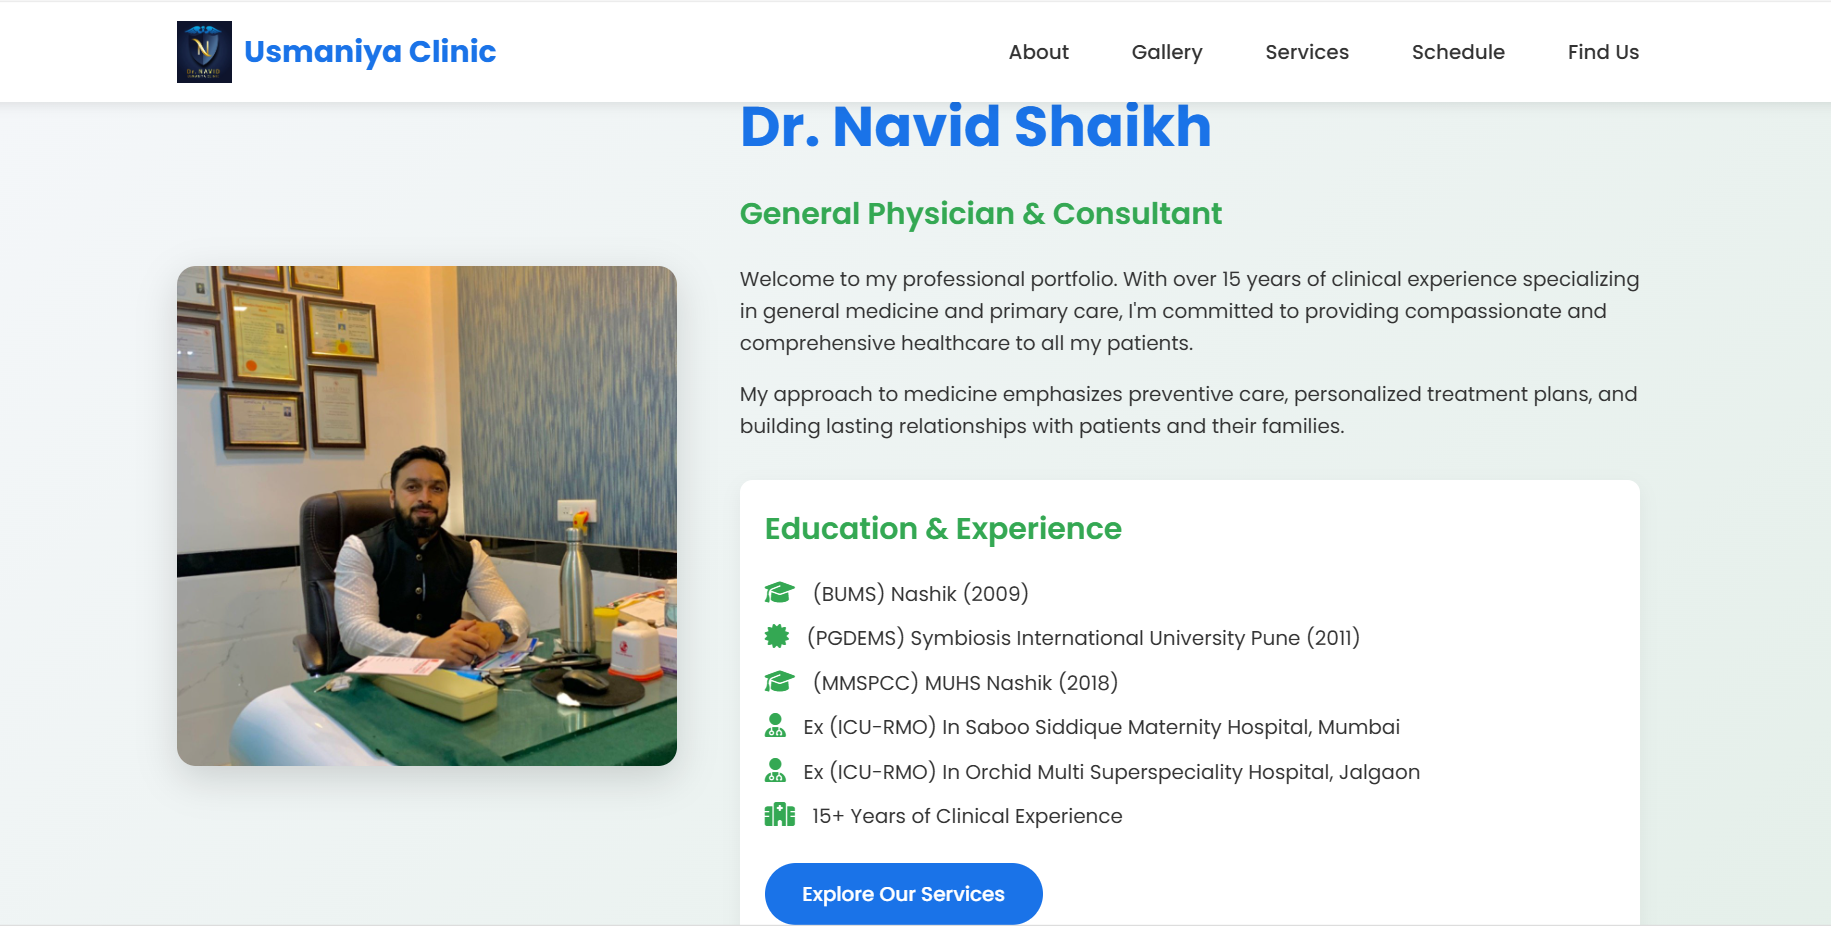 Dr. NAVID
Usmaniya Clinic
About
Gallery
Services
Schedule
Find Us
Dr. Navid Shaikh
General Physician & Consultant
Welcome to my professional portfolio. With over 15 years of clinical experience specializing
in general medicine and primary care, I'm committed to providing compassionate and
comprehensive healthcare to all my patients.
My approach to medicine emphasizes preventive care, personalized treatment plans, and
building lasting relationships with patients and their families.
Education & Experience
(BUMS) Nashik (2009)
(PGDEMS) Symbiosis International University Pune (2011)
(MMSPCC) MUHS Nashik (2018)
Ex (ICU-RMO) In Saboo Siddique Maternity Hospital, Mumbai
Ex (ICU-RMO) In Orchid Multi Superspeciality Hospital, Jalgaon
15+ Years of Clinical Experience
Explore Our Services